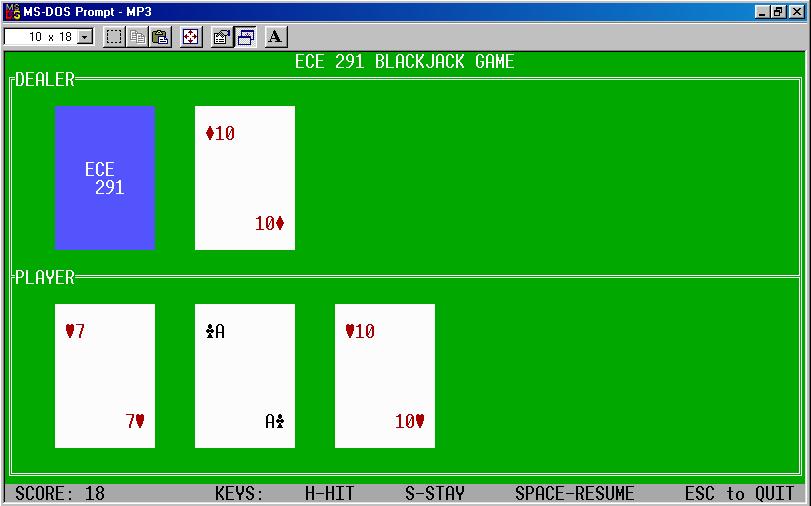 MS-DOS Prompt - MP3
10 x 18
A
ECE 291 BLACKJACK GAME
DEALER
ECE
291
♦10
10♦
PLAYER
♥7
7♥
♣A
A♣
♥10
10♥
SCORE: 18 KEYS: H-HIT S-STAY SPACE-RESUME ESC to QUIT